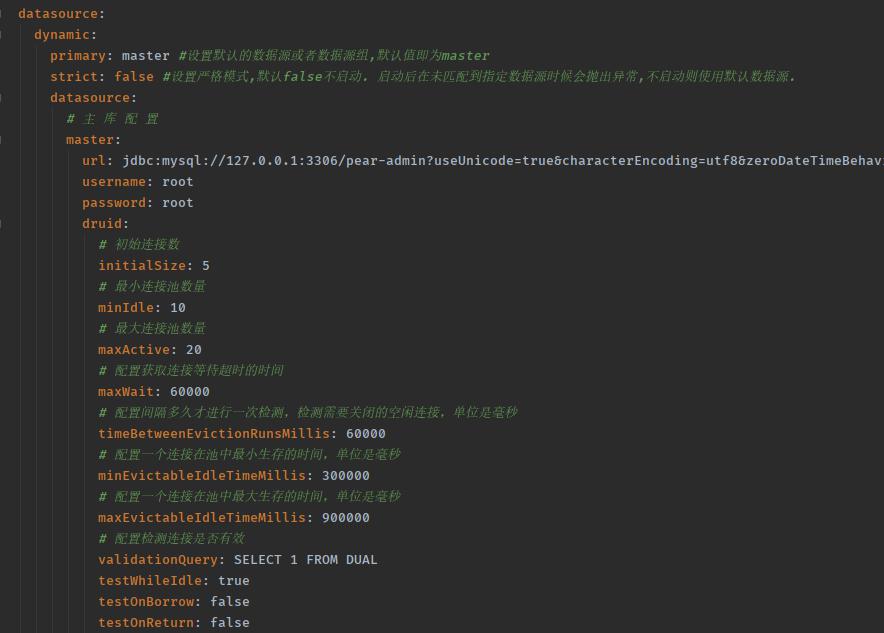 datasource:
dynamic:
primary: master #设置默认的数据源或者数据源组,默认值即为master
strict: false #设置严格模式,默认false不启动. 启动后在未匹配到指定数据源时候会抛出异常,不启动则使用默认数据源.
datasource:
# 主 库 配 置
master:
url: jdbc:mysql://127.0.0.1:3306/pear-admin?useUnicode=true&characterEncoding=utf8&zeroDateTimeBehavi
username: root
password: root
druid:
# 初始连接数
initialSize: 5
# 最小连接池数量
minIdle: 10
# 最大连接池数量
maxActive: 20
# 配置获取连接等待超时的时间
maxWait: 60000
# 配置间隔多久才进行一次检测，检测需要关闭的空闲连接，单位是毫秒
timeBetweenEvictionRunsMillis: 60000
# 配置一个连接在池中最小生存的时间，单位是毫秒
minEvictableIdleTimeMillis: 300000
# 配置一个连接在池中最大生存的时间，单位是毫秒
maxEvictableIdleTimeMillis: 900000
# 配置检测连接是否有效
validationQuery: SELECT 1 FROM DUAL
testWhileIdle: true
testOnBorrow: false
testOnReturn: false